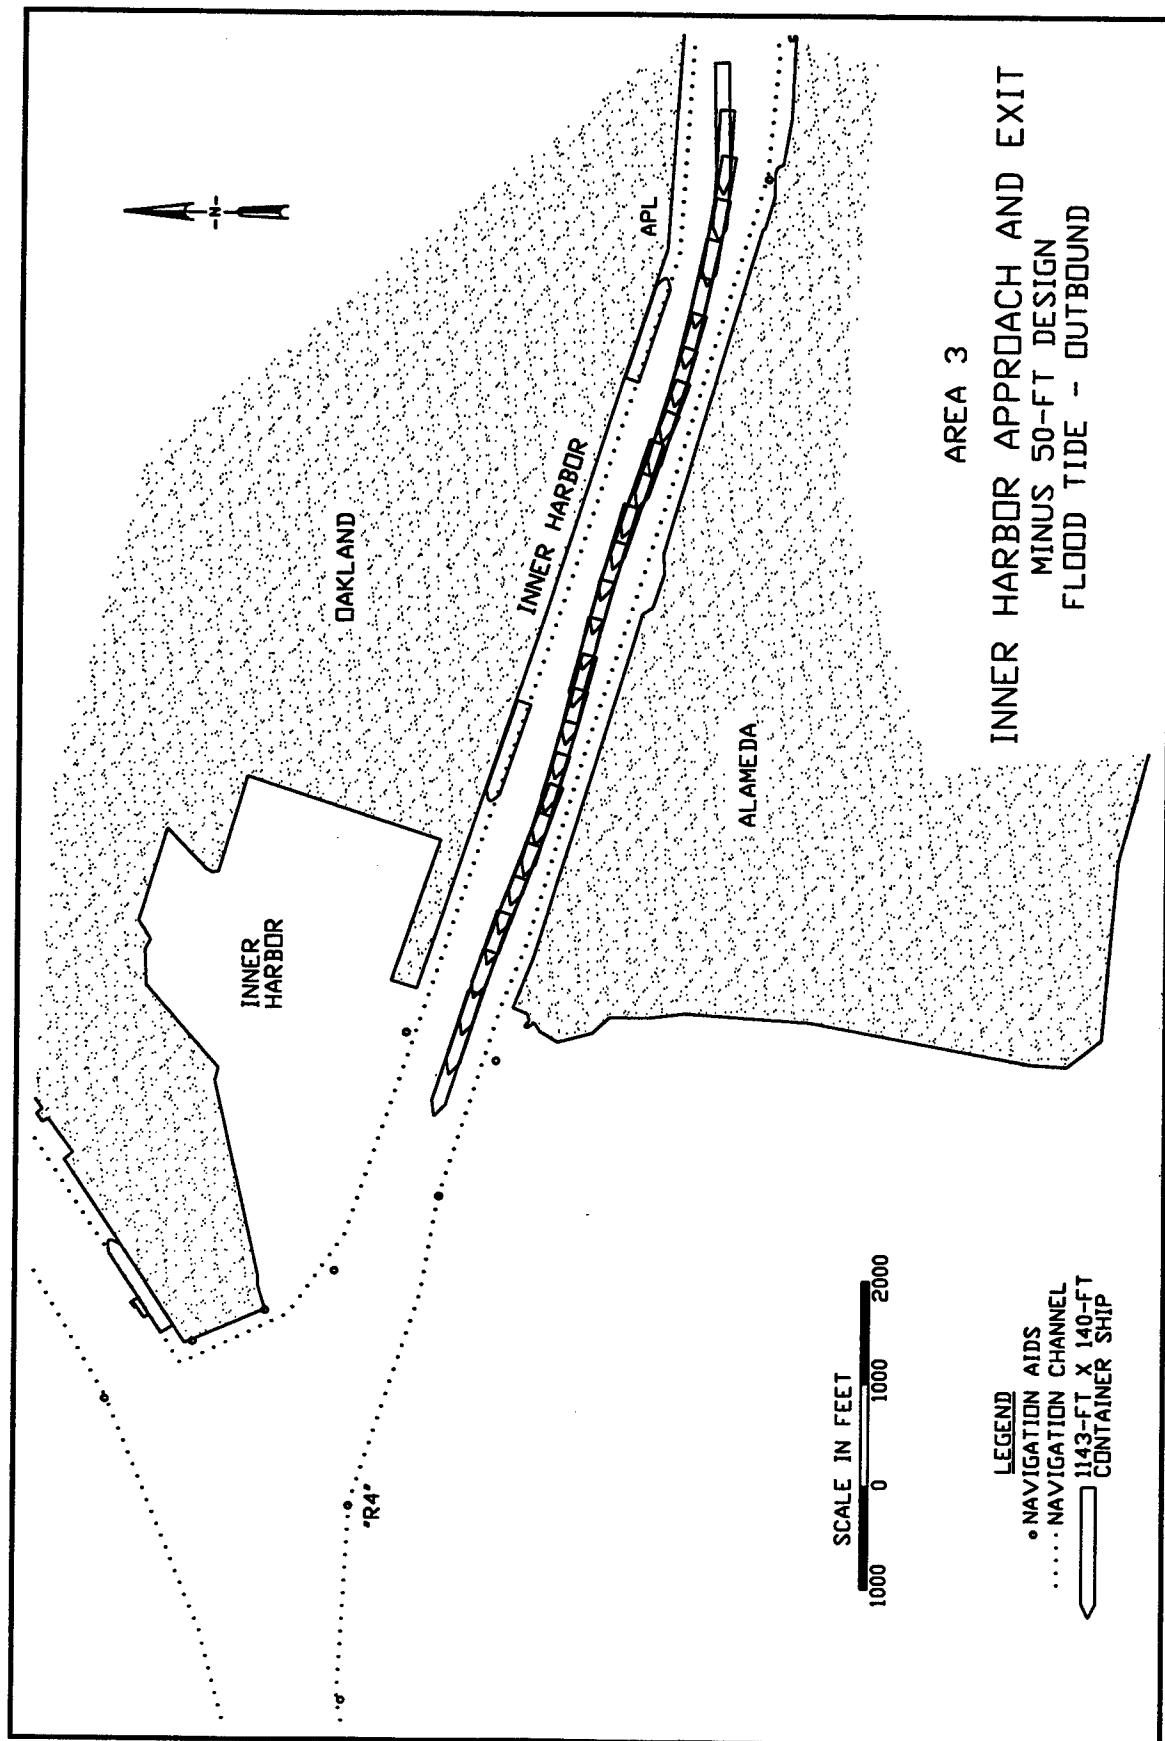 -N-
OAKLAND
INNER HARBOR
APL
INNER
HARBOR
ALAMEDA
"R4"
AREA 3
INNER HARBOR APPROACH AND EXIT
MINUS 50-FT DESIGN
FLOOD TIDE - OUTBOUND
SCALE IN FEET
1000 0 1000 2000
LEGEND
NAVIGATION AIDS
NAVIGATION CHANNEL
1143-FT X 140-FT
CONTAINER SHIP